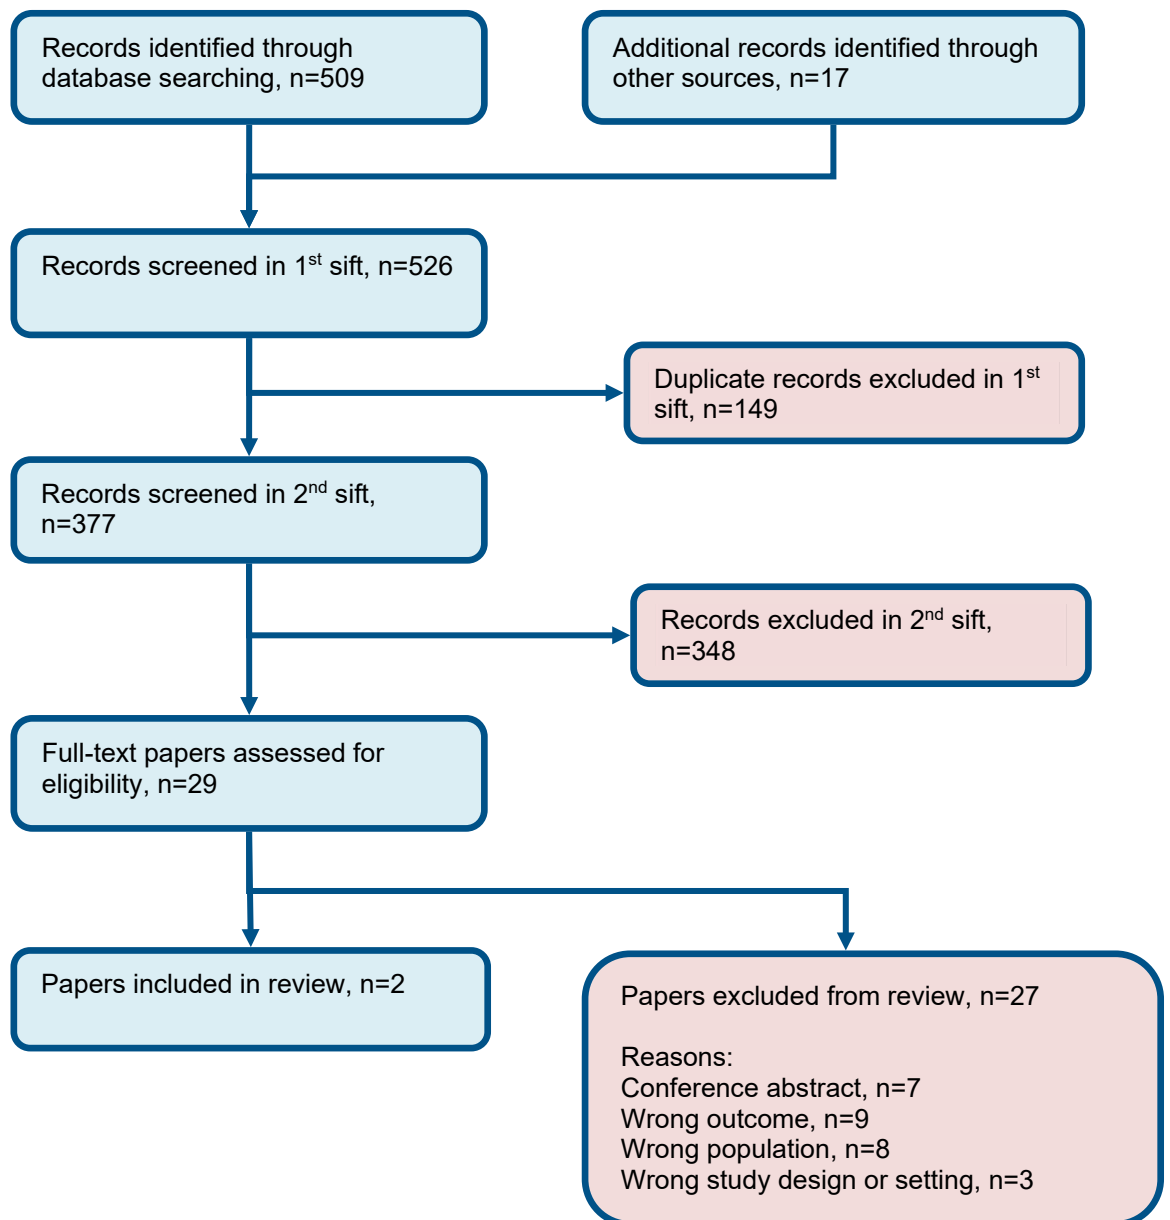 Records identified through
database searching, n=509
Additional records identified through
other sources, n=17
Records screened in 1st sift, n=526
Duplicate records excluded in 1st
sift, n=149
Records screened in 2nd sift,
n=377
Records excluded in 2nd sift,
n=348
Full-text papers assessed for
eligibility, n=29
Papers included in review, n=2
Papers excluded from review, n=27
Reasons:
Conference abstract, n=7
Wrong outcome, n=9
Wrong population, n=8
Wrong study design or setting, n=3